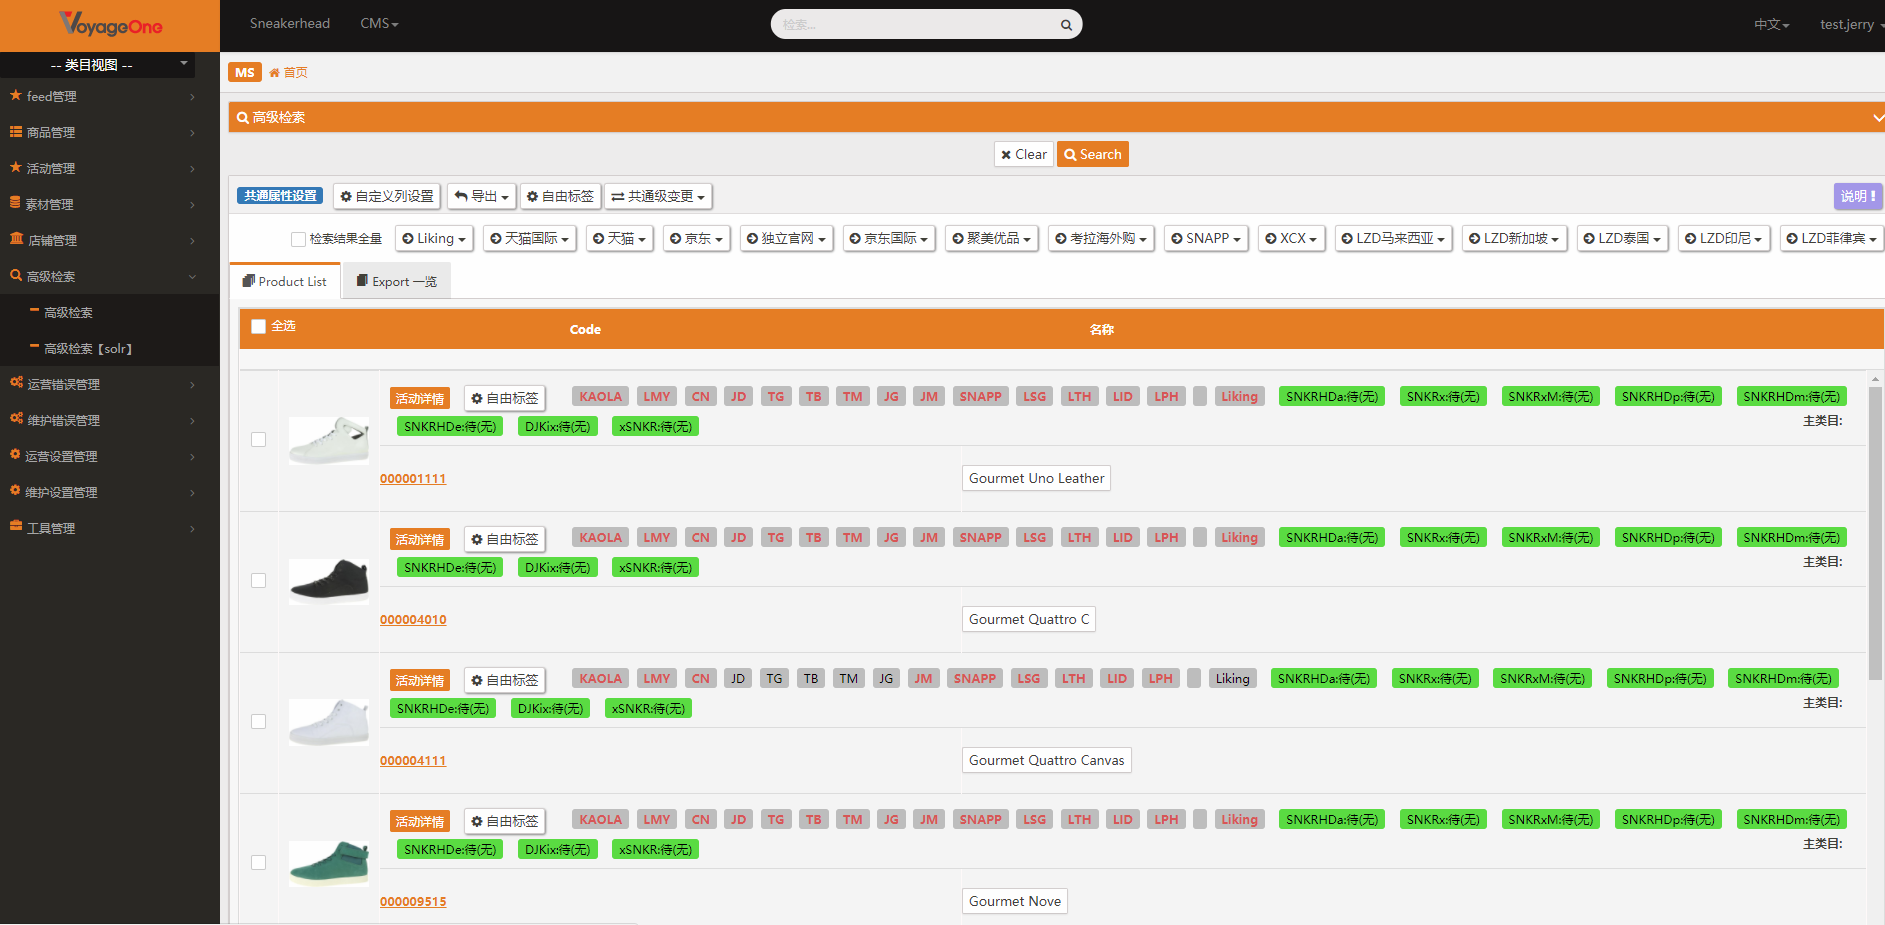 VoyageOne
Sneakerhead CMS 检索... 中文 test.jerry
-- 类目视图 --
MS 首页
feed管理
商品管理
活动管理
素材管理
店铺管理
高级检索
高级检索
高级检索【solr】
运营错误管理
维护错误管理
运营设置管理
维护设置管理
工具管理
高级检索
Clear Search
共通属性设置 自定义列设置 导出 自由标签 共通级变更 说明!
检索结果全量 Liking 天猫国际 天猫 京东 独立官网 京东国际 聚美优品 考拉海外购 SNAPP XCX LZD马来西亚 LZD新加坡 LZD泰国 LZD印尼 LZD菲律宾
Product List Export 一览
全选 Code 名称
活动详情 自由标签 KAOLA LMY CN JD TG TB TM JG JM SNAPP LSG LTH LID LPH Liking SNKRHDa:待(无) SNKRx:待(无) SNKRxM:待(无) SNKRHDp:待(无) SNKRHDm:待(无)
SNKRHDe:待(无) DJKix:待(无) xSNKR:待(无) 主类目:
000001111 Gourmet Uno Leather
活动详情 自由标签 KAOLA LMY CN JD TG TB TM JG JM SNAPP LSG LTH LID LPH Liking SNKRHDa:待(无) SNKRx:待(无) SNKRxM:待(无) SNKRHDp:待(无) SNKRHDm:待(无)
SNKRHDe:待(无) DJKix:待(无) xSNKR:待(无) 主类目:
000004010 Gourmet Quattro C
活动详情 自由标签 KAOLA LMY CN JD TG TB TM JG JM SNAPP LSG LTH LID LPH Liking SNKRHDa:待(无) SNKRx:待(无) SNKRxM:待(无) SNKRHDp:待(无) SNKRHDm:待(无)
SNKRHDe:待(无) DJKix:待(无) xSNKR:待(无) 主类目:
000004111 Gourmet Quattro Canvas
活动详情 自由标签 KAOLA LMY CN JD TG TB TM JG JM SNAPP LSG LTH LID LPH Liking SNKRHDa:待(无) SNKRx:待(无) SNKRxM:待(无) SNKRHDp:待(无) SNKRHDm:待(无)
SNKRHDe:待(无) DJKix:待(无) xSNKR:待(无) 主类目:
000009515 Gourmet Nove